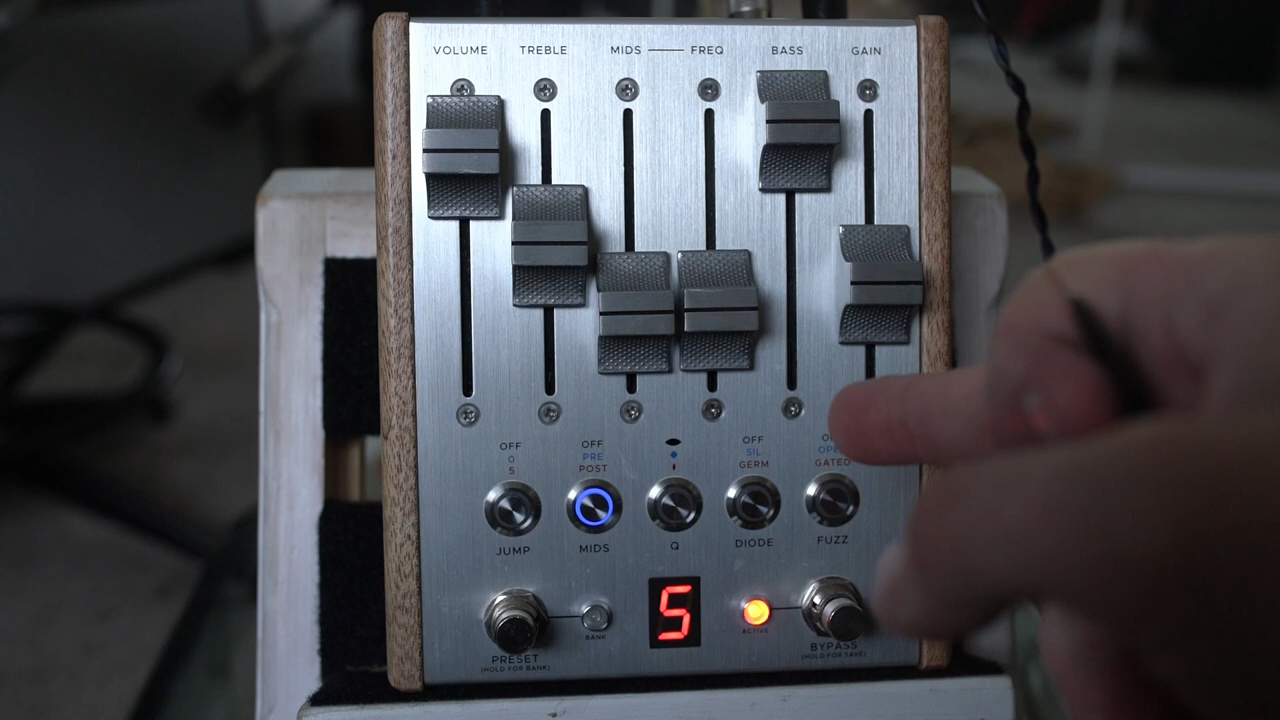 VOLUME TREBLE MIDS FREQ BASS GAIN
OFF
0
5
OFF
PRE
POST
OFF
SIL
GERM
GATED
JUMP MIDS Q DIODE FUZZ
5
BANK
ACTIVE
PRESET
(HOLD FOR BANK)
BYPASS
(HOLD FOR SAVE)